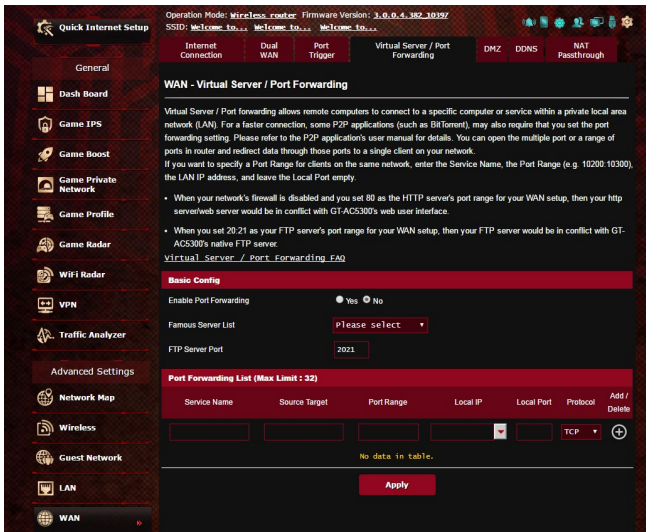 Quick Internet Setup
Operation Mode: Wireless router Firmware Version: 3.0.0.4.382_10397
SSID: Welcome to... Welcome to... Welcome to...
Internet Connection
Dual WAN
Port Trigger
Virtual Server / Port Forwarding
DMZ
DDNS
NAT Passthrough
General
Dash Board
Game IPS
Game Boost
Game Private Network
Game Profile
Game Radar
WiFi Radar
VPN
Traffic Analyzer
Advanced Settings
Network Map
Wireless
Guest Network
LAN
WAN
WAN - Virtual Server / Port Forwarding
Virtual Server / Port forwarding allows remote computers to connect to a specific computer or service within a private local area
network (LAN). For a faster connection, some P2P applications (such as BitTorrent), may also require that you set the port
forwarding setting. Please refer to the P2P application's user manual for details. You can open the multiple port or a range
of ports in router and redirect data through those ports to a single client on your network.
If you want to specify a Port Range for clients on the same network, enter the Service Name, the Port Range (e.g. 10200:10300),
the LAN IP address, and leave the Local Port empty.
• When your network's firewall is disabled and you set 80 as the HTTP server's port range for your WAN setup, then your http
server/web server would be in conflict with GT-AC5300's web user interface.
• When you set 20:21 as your FTP server's port range for your WAN setup, then your FTP server would be in conflict with GT-
AC5300's native FTP server.
Virtual Server / Port Forwarding FAQ
Basic Config
Enable Port Forwarding Yes No
Famous Server List Please select
FTP Server Port 2021
Port Forwarding List (Max Limit : 32)
Service Name Source Target Port Range Local IP Local Port Protocol Add / Delete
TCP
No data in table.
Apply